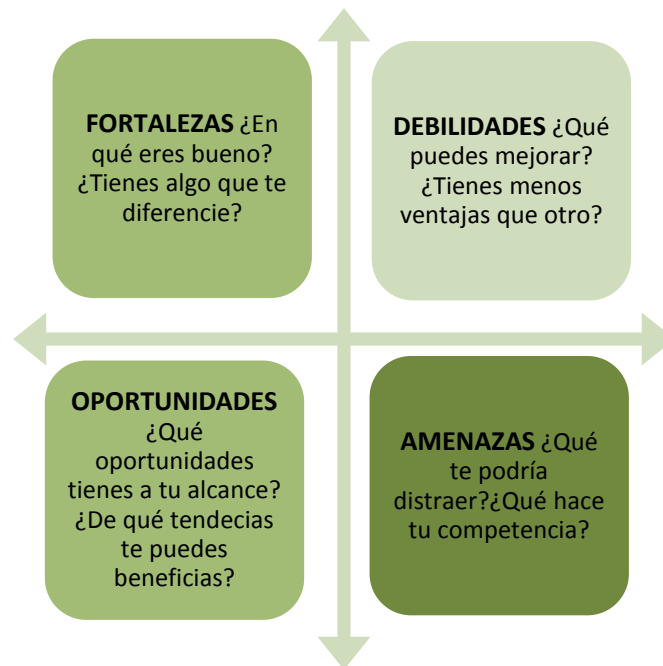 FORTALEZAS ¿En
qué eres bueno?
¿Tienes algo que te
diferencie?
DEBILIDADES ¿Qué
puedes mejorar?
¿Tienes menos
ventajas que otro?
OPORTUNIDADES
¿Qué
oportunidades
tienes a tu alcance?
¿De qué tendecias
te puedes
beneficias?
AMENAZAS ¿Qué
te podría
distraer?¿Qué hace
tu competencia?